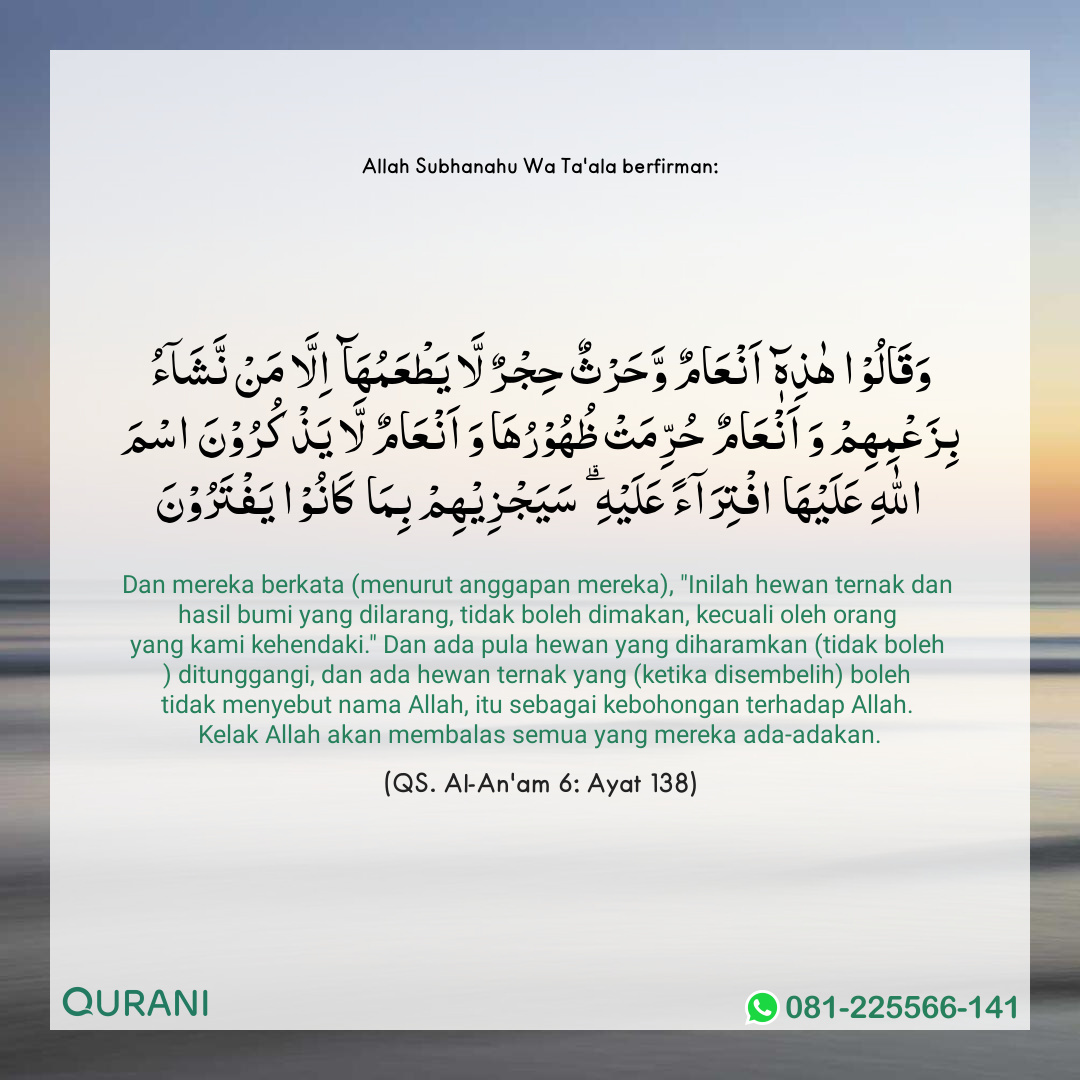 Allah Subhanahu Wa Ta'ala berfirman:
وَقَالُوْا هٰذِهٖۤ اَنْعَامٌ وَّحَرْثٌ حِجْرٌ لَّا يَطْعَمُهَاۤ اِلَّا مَنْ نَّشَآءُ
بِزَعْمِهِمْ وَ اَنْعَامٌ حُرِّمَتْ ظُهُوْرُهَا وَ اَنْعَامٌ لَّا يَذْكُرُوْنَ اسْمَ
اللّٰهِ عَلَيْهَا افْتِرَآءً عَلَيْهِ ۗ سَيَجْزِيْهِمْ بِمَا كَانُوْا يَفْتَرُوْنَ
Dan mereka berkata (menurut anggapan mereka), "Inilah hewan ternak dan
hasil bumi yang dilarang, tidak boleh dimakan, kecuali oleh orang
yang kami kehendaki." Dan ada pula hewan yang diharamkan (tidak boleh
) ditunggangi, dan ada hewan ternak yang (ketika disembelih) boleh
tidak menyebut nama Allah, itu sebagai kebohongan terhadap Allah.
Kelak Allah akan membalas semua yang mereka ada-adakan.
(QS. Al-An'am 6: Ayat 138)
QURANI
081-225566-141